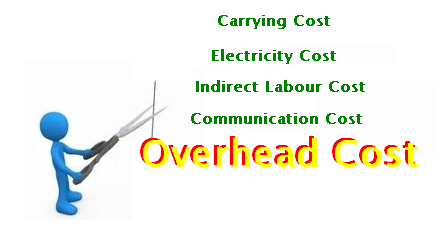 Carrying Cost
Electricity Cost
Indirect Labour Cost
Communication Cost
Overhead Cost